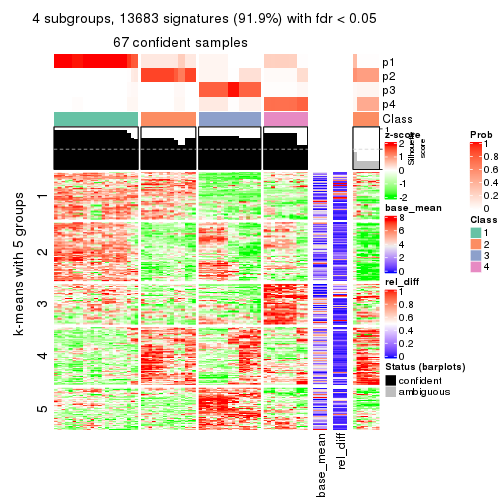 4 subgroups, 13683 signatures (91.9%) with fdr < 0.05
67 confident samples
p1
p2
p3
p4
Class
1
Silhouette
score
k-means with 5 groups
1
2
3
4
5
base_mean
rel_diff
z-score
2
1
0
-1
-2
base_mean
8
6
4
2
0
rel_diff
1
0.8
0.6
0.4
0.2
0
Status (barplots)
confident
ambiguous
Prob
1
0.8
0.6
0.4
0.2
0
Class
1
2
3
4